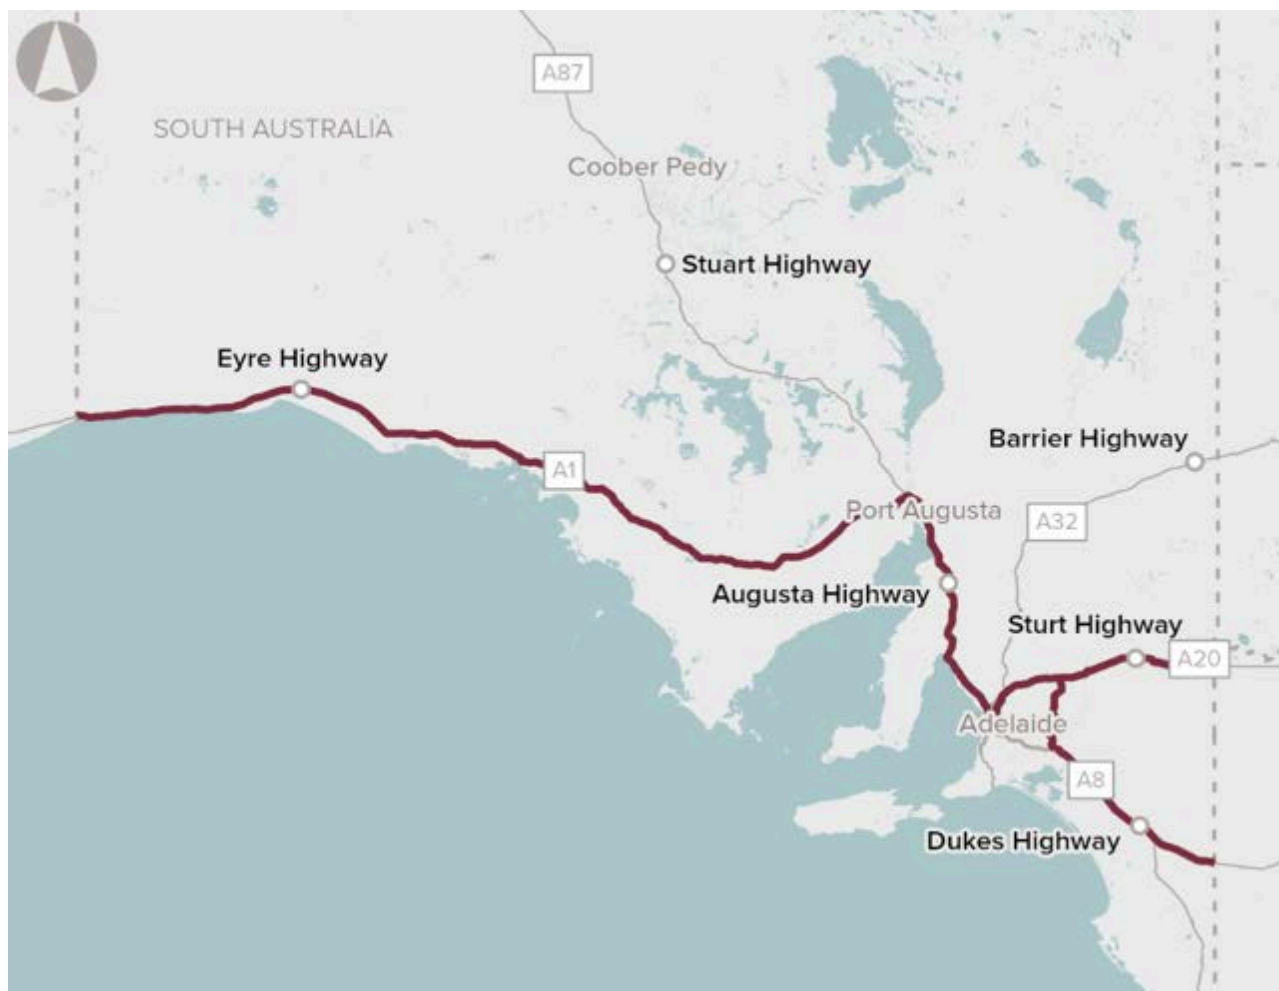 A87
SOUTH AUSTRALIA
Coober Pedy
Stuart Highway
Eyre Highway
Barrier Highway
A1
Port Augusta
A32
Augusta Highway
Sturt Highway
A20
Adelaide
A8
Dukes Highway